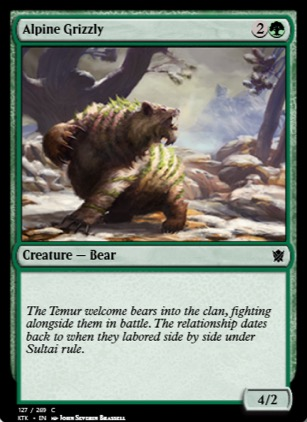 Alpine Grizzly 2
Creature — Bear
The Temur welcome bears into the clan, fighting
alongside them in battle. The relationship dates
back to when they labored side by side under
Sultai rule.
4/2
127 / 269 C
KTK • EN John Severin Brassell